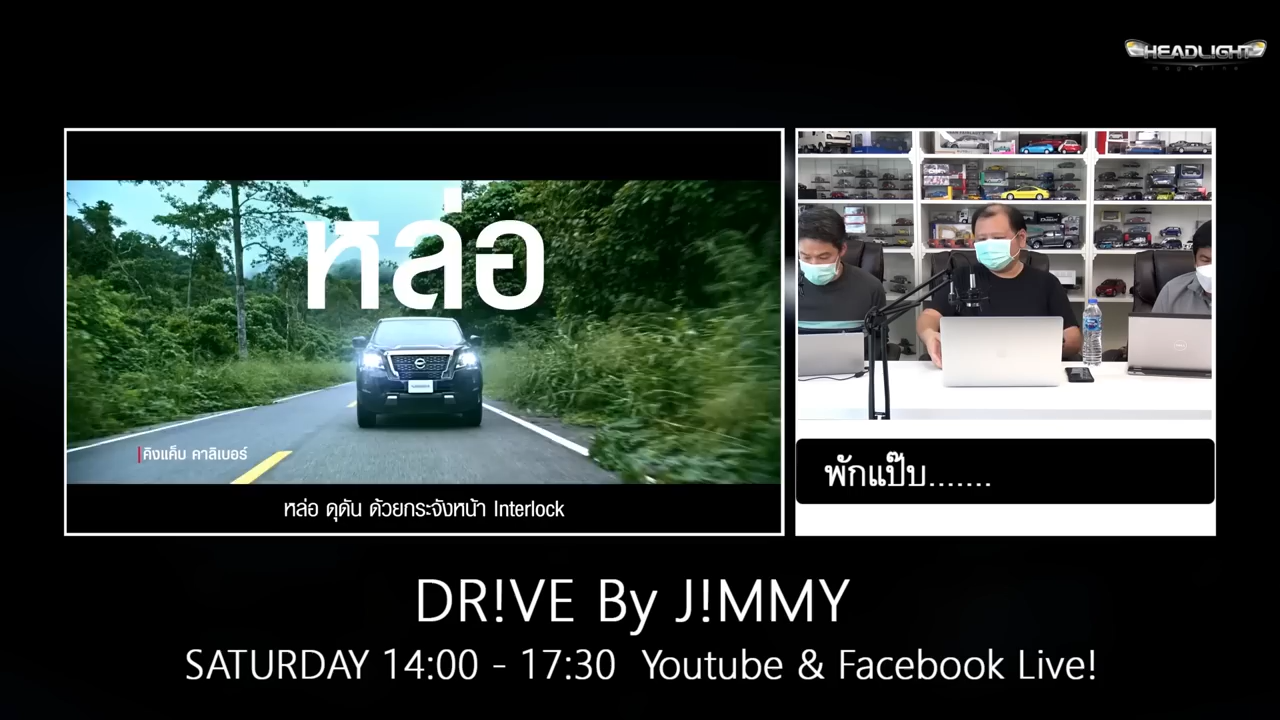 HEADLIGHT
magazine
หล่อ
คิงแค็บ คาลิเบอร์
หล่อ ดุดัน ด้วยกระจังหน้า Interlock
พักแป๊บ.......
DR!VE By J!MMY
SATURDAY 14:00 - 17:30 Youtube & Facebook Live!